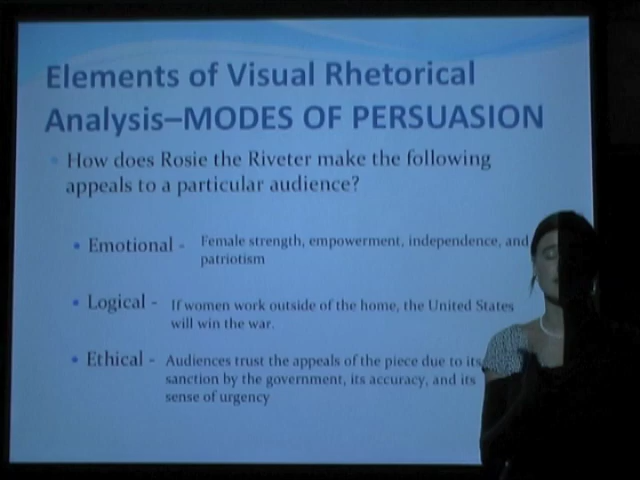 Elements of Visual Rhetorical
Analysis–MODES OF PERSUASION
How does Rosie the Riveter make the following
appeals to a particular audience?
Emotional - Female strength, empowerment, independence, and
patriotism
Logical - If women work outside of the home, the United States
will win the war.
Ethical - Audiences trust the appeals of the piece due to its
sanction by the government, its accuracy, and its
sense of urgency